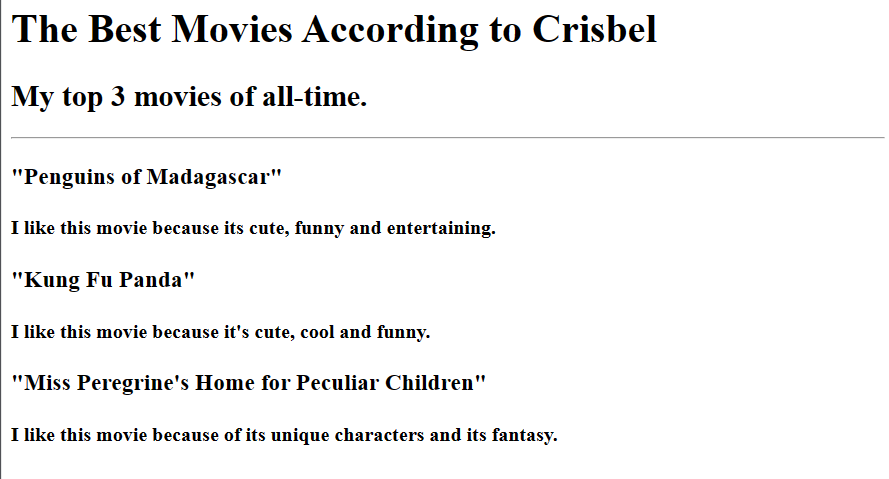 The Best Movies According to Crisbel
My top 3 movies of all-time.
"Penguins of Madagascar"
I like this movie because its cute, funny and entertaining.
"Kung Fu Panda"
I like this movie because it's cute, cool and funny.
"Miss Peregrine's Home for Peculiar Children"
I like this movie because of its unique characters and its fantasy.